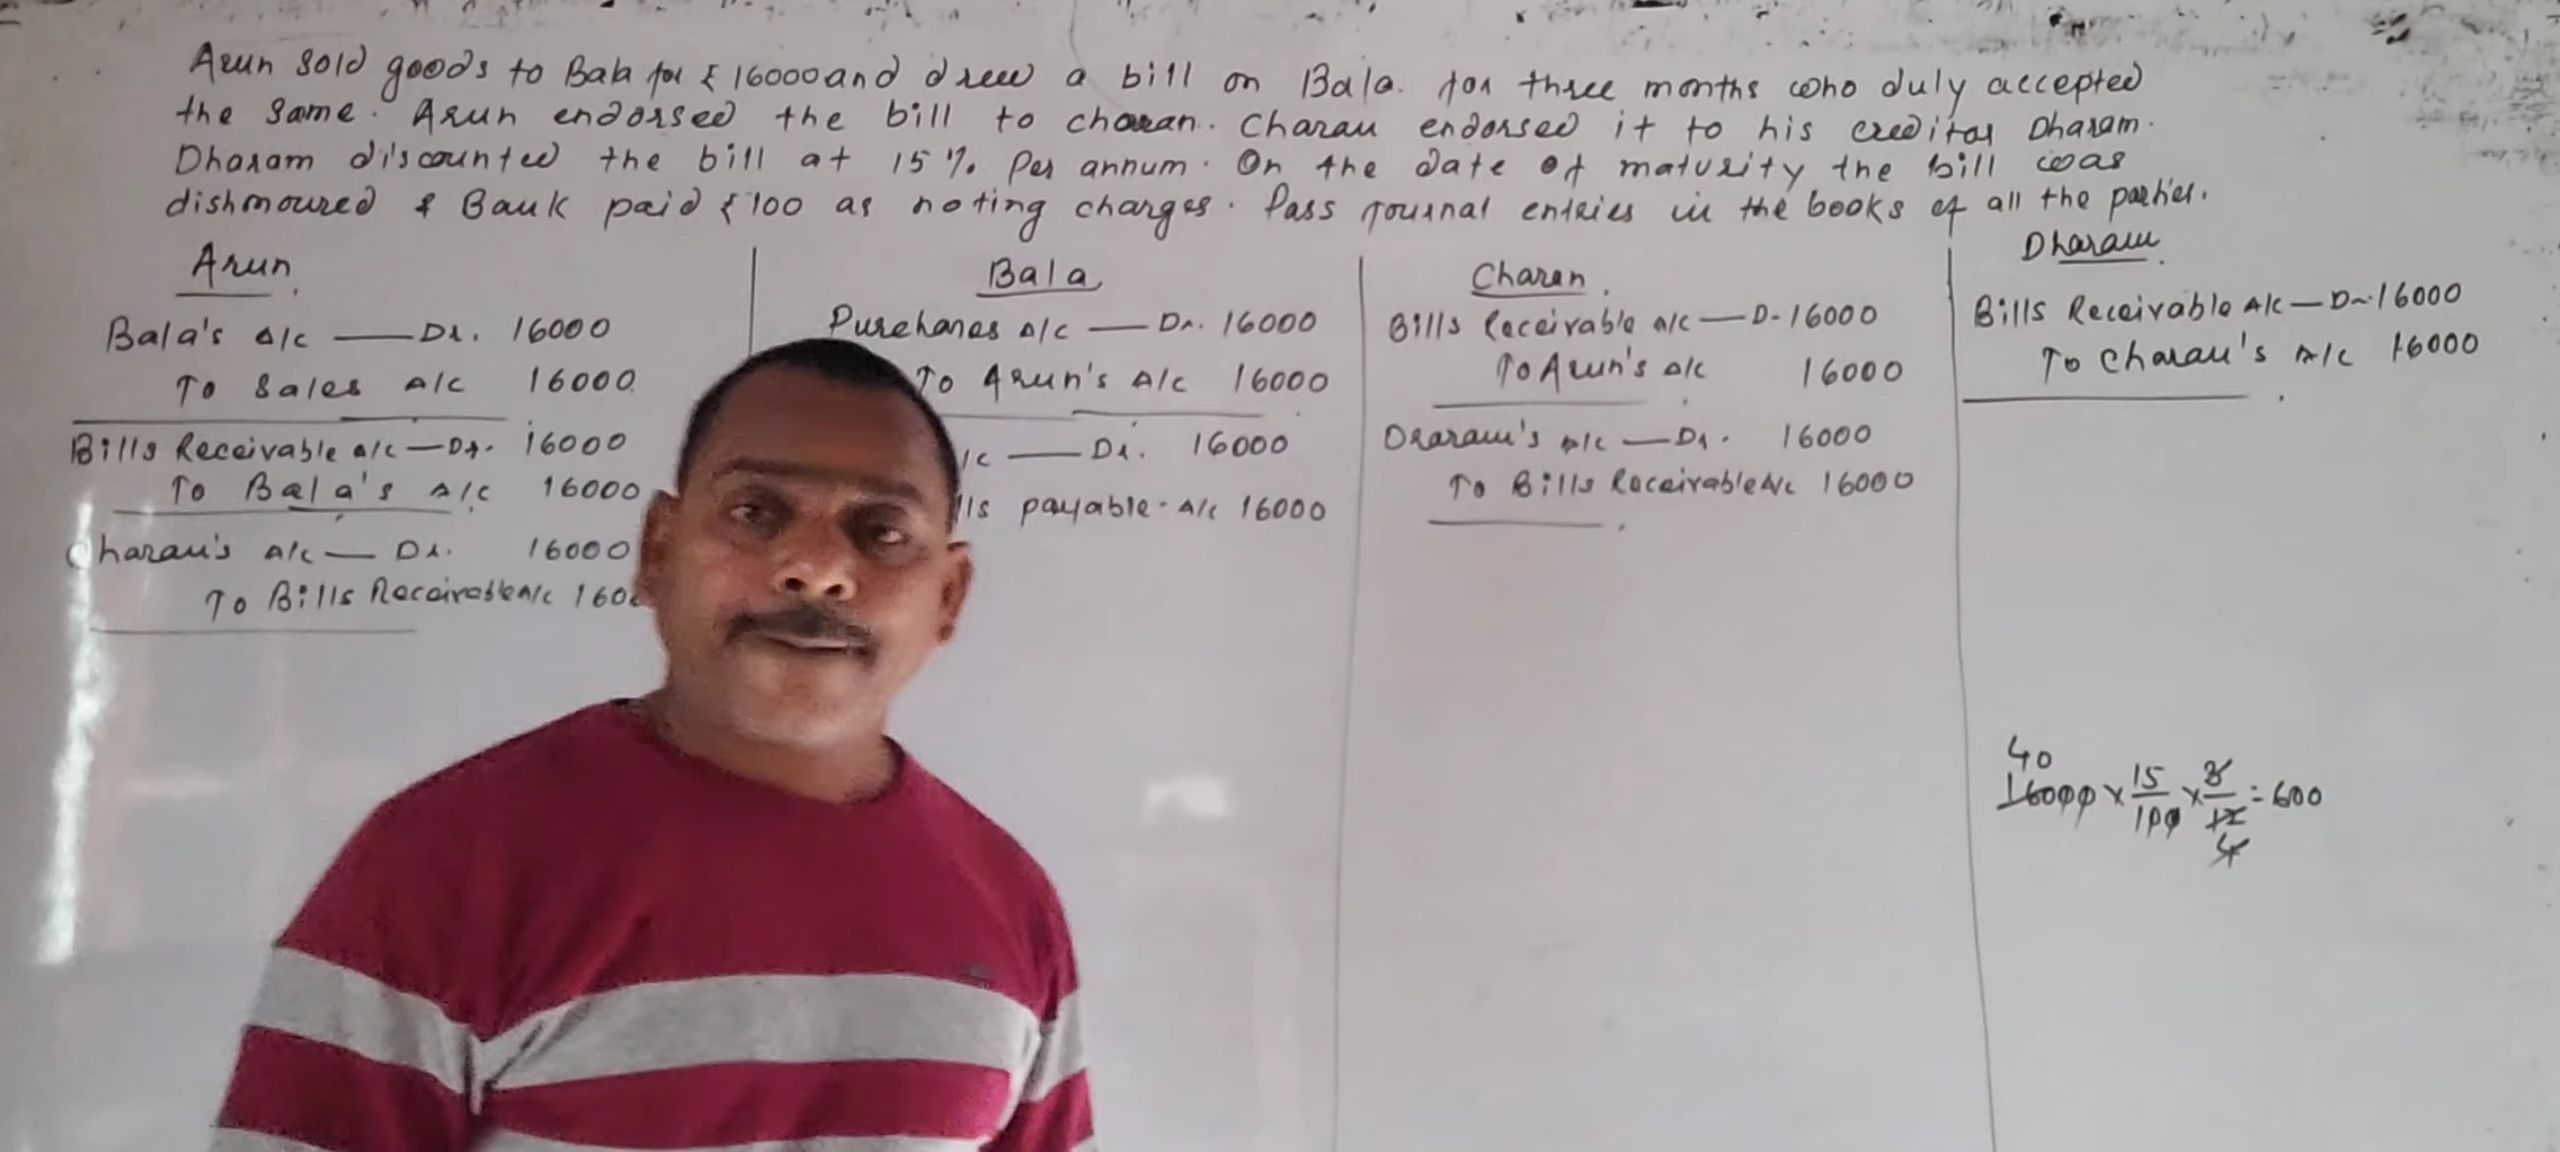 Arun Sold goods to Bala for ₹ 16000 and drew a bill on Bala. for three months who duly accepted
the same. Arun endorsed the bill to charan. Charan endorsed it to his creditor Dharam.
Dharam discounted the bill at 15% Per annum. On the date of maturity the bill was
dishnoured & Bank paid ₹100 as noting charges. Pass journal entries in the books of all the parties.
Arun
Bala's A/c — Dr. 16000
To Sales A/c 16000
Bills Receivable A/c — Dr. 16000
To Bala's A/c 16000
Charan's A/c — Dr. 16000
To Bills Receivable A/c 160
Bala
Purchases A/c — Dr. 16000
To Arun's A/c 16000
/c — Dr. 16000
lls payable A/c 16000
Charan
Bills Receivable A/c — D- 16000
To Arun's A/c 16000
Dharam's A/c — Dr. 16000
To Bills Receivable A/c 16000
Dharam
Bills Receivable A/c — Dr. 16000
To Charan's A/c 16000
40
16000 × 15/100 × 3/12 = 600
4